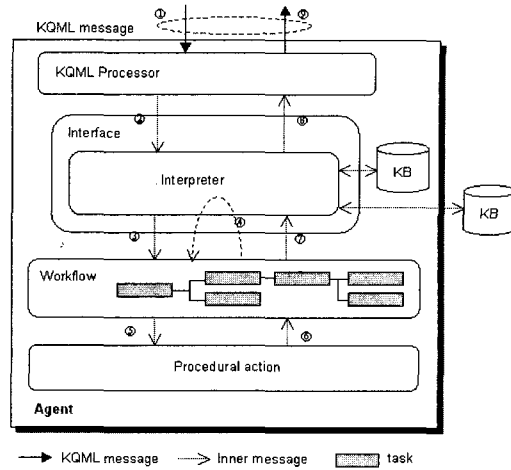 ① ⑨
KQML message
KQML Processor
② ⑧
Interface
Interpreter
KB
KB
③ ④ ⑦
Workflow
⑤ ⑥
Procedural action
Agent
KQML message Inner message task